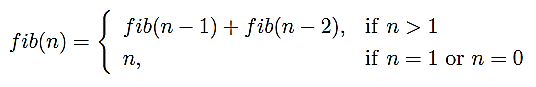 fib(n) = { fib(n − 1) + fib(n − 2), if n > 1
n, if n = 1 or n = 0